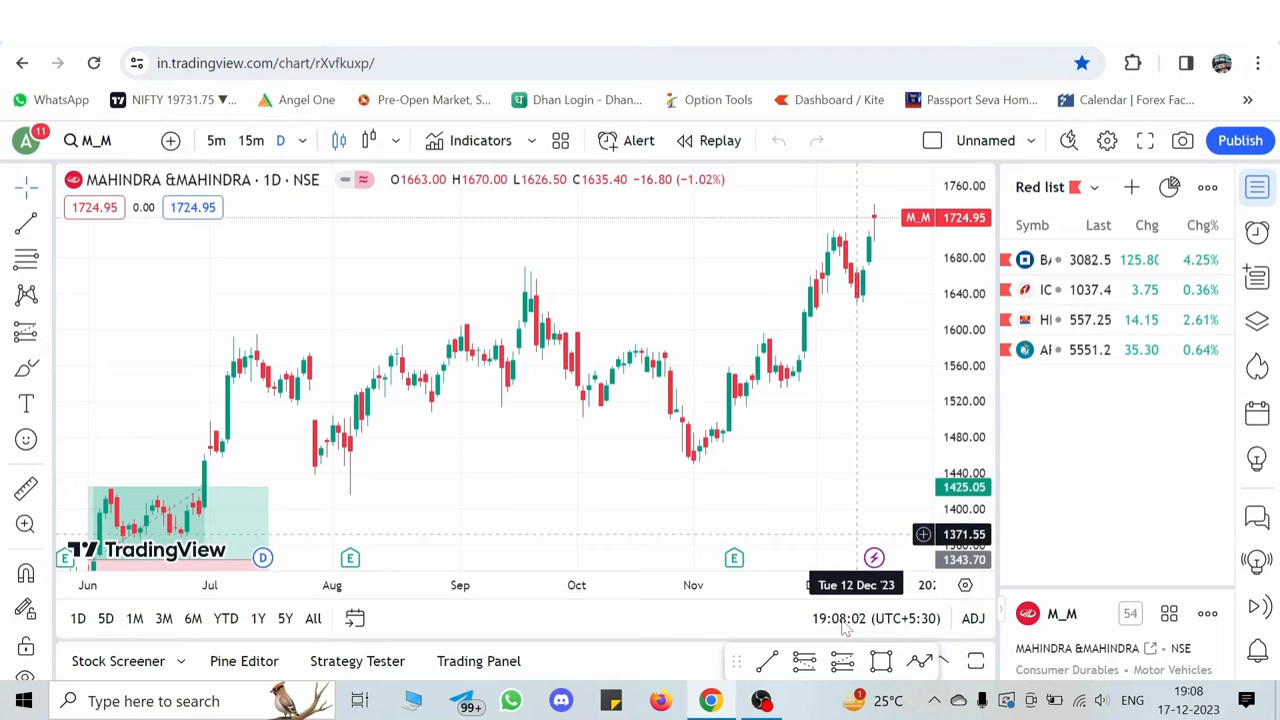 in.tradingview.com/chart/rXvfkuxp/
WhatsApp NIFTY 19731.75 ▼... Angel One Pre-Open Market, S... Dhan Login - Dhan... Option Tools Dashboard / Kite Passport Seva Hom... Calendar | Forex Fac... »
A 11 M_M 5m 15m D Indicators Alert Replay Unnamed Publish
MAHINDRA &MAHINDRA · 1D · NSE O1663.00 H1670.00 L1626.50 C1635.40 −16.80 (−1.02%)
1724.95 0.00 1724.95
1760.00
M_M 1724.95
1680.00
1640.00
1600.00
1560.00
1520.00
1480.00
1440.00
1425.05
1400.00
1371.55
1343.70
Red list
Symb Last Chg Chg%
3082.5 125.80 4.25%
IC 1037.4 3.75 0.36%
557.25 14.15 2.61%
5551.2 35.30 0.64%
TradingView
E D E E
Jun Jul Aug Sep Oct Nov Tue 12 Dec '23
1D 5D 1M 3M 6M YTD 1Y 5Y All 19:08:02 (UTC+5:30) ADJ
M_M 54
MAHINDRA &MAHINDRA NSE
Consumer Durables • Motor Vehicles
Stock Screener Pine Editor Strategy Tester Trading Panel
Type here to search 99+ 1 25°C ENG 19:08
17-12-2023